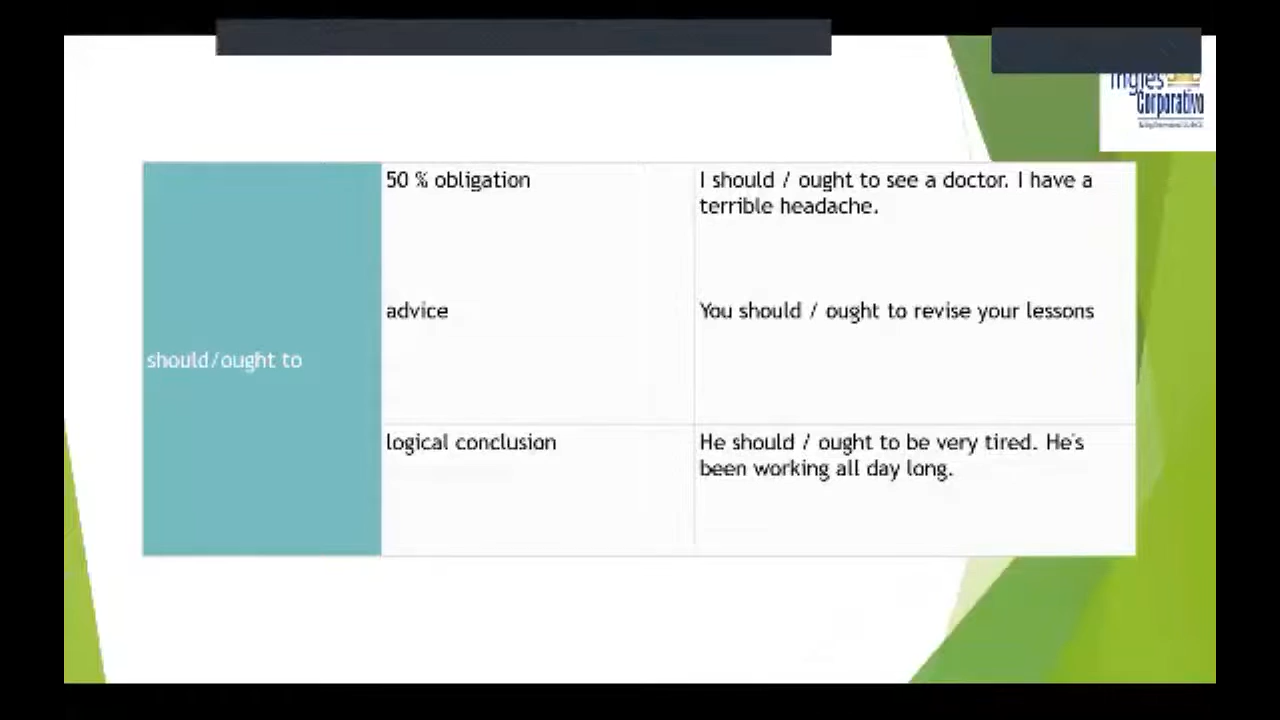 Ingles
Corporativo
50 % obligation
I should / ought to see a doctor. I have a
terrible headache.
advice
You should / ought to revise your lessons
should/ought to
logical conclusion
He should / ought to be very tired. He's
been working all day long.